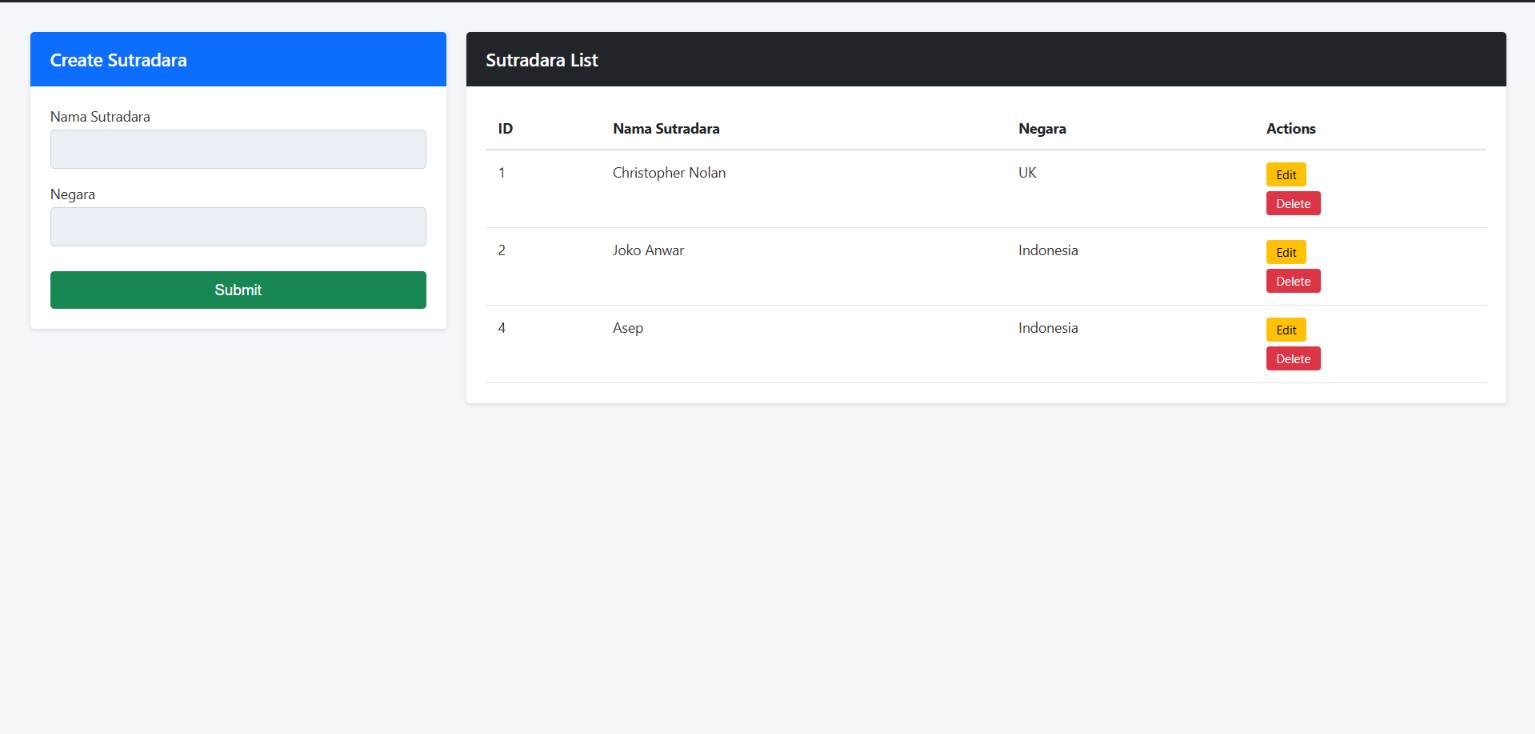 Create Sutradara
Nama Sutradara
Negara
Submit
Sutradara List
ID Nama Sutradara Negara Actions
1 Christopher Nolan UK Edit
Delete
2 Joko Anwar Indonesia Edit
Delete
4 Asep Indonesia Edit
Delete